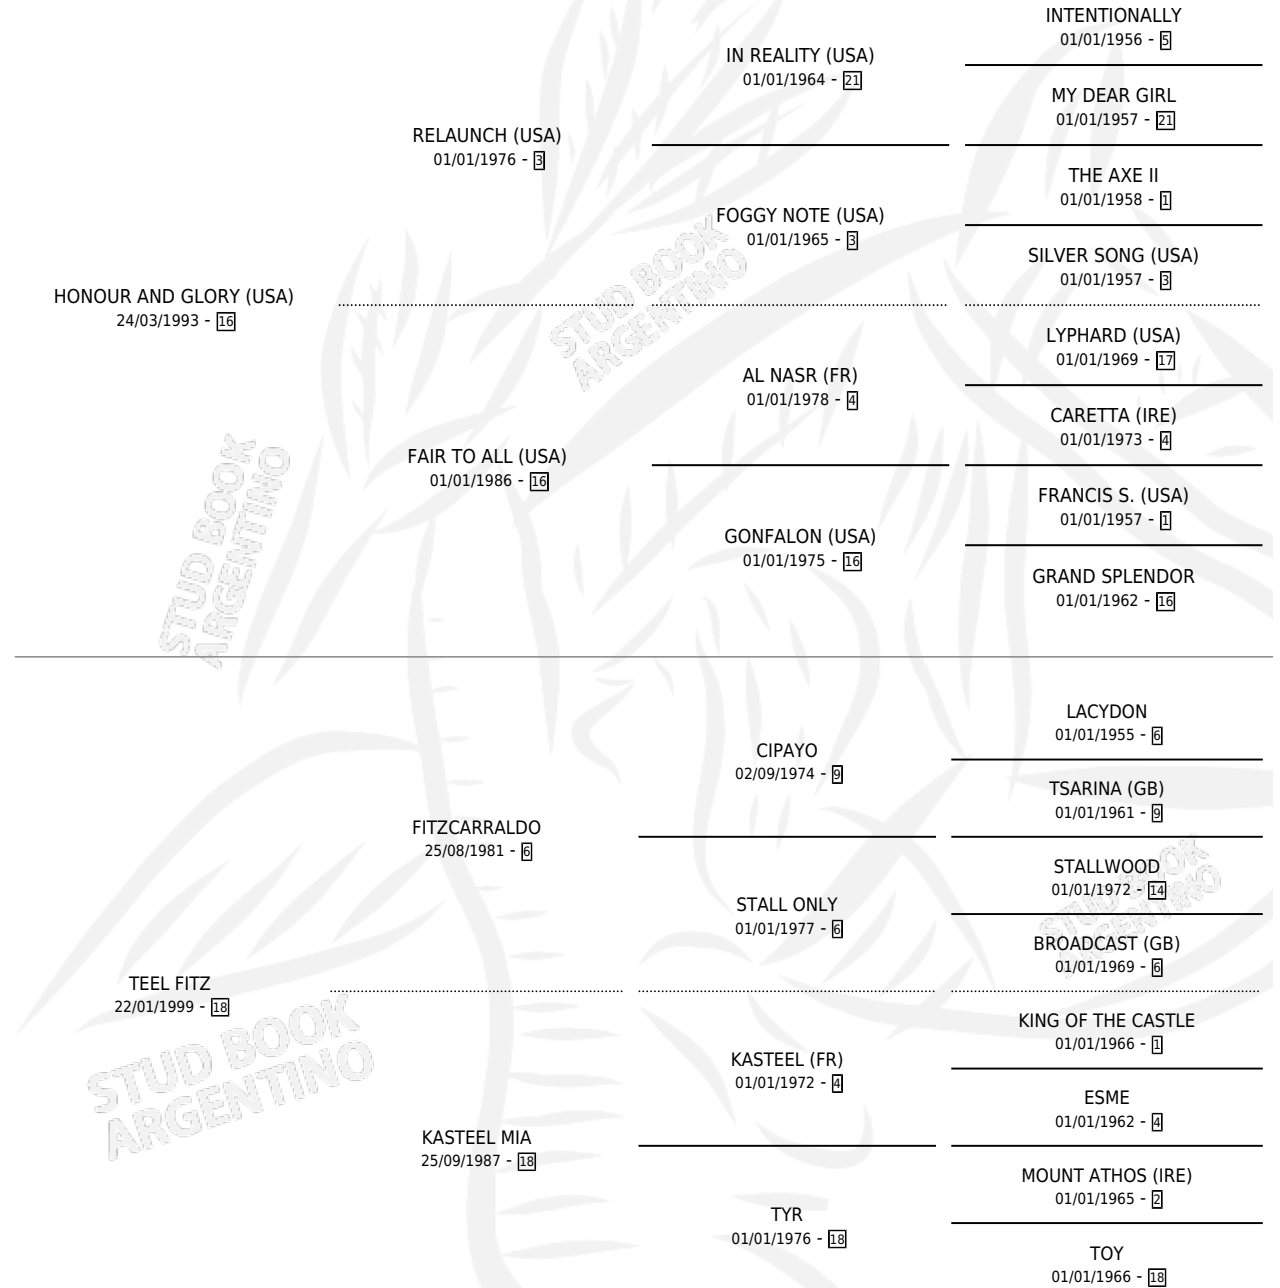 INTENTIONALLY
01/01/1956 - 5
IN REALITY (USA)
01/01/1964 - 21
MY DEAR GIRL
01/01/1957 - 21
RELAUNCH (USA)
01/01/1976 - 3
THE AXE II
01/01/1958 - 1
FOGGY NOTE (USA)
01/01/1965 - 3
SILVER SONG (USA)
01/01/1957 - 3
HONOUR AND GLORY (USA)
24/03/1993 - 16
LYPHARD (USA)
01/01/1969 - 17
AL NASR (FR)
01/01/1978 - 4
CARETTA (IRE)
01/01/1973 - 4
FAIR TO ALL (USA)
01/01/1986 - 16
FRANCIS S. (USA)
01/01/1957 - 1
GONFALON (USA)
01/01/1975 - 16
GRAND SPLENDOR
01/01/1962 - 16
STUD BOOK
ARGENTINO
STUD BOOK
ARGENTINO
LACYDON
01/01/1955 - 6
CIPAYO
02/09/1974 - 9
TSARINA (GB)
01/01/1961 - 9
FITZCARRALDO
25/08/1981 - 6
STALLWOOD
01/01/1972 - 14
STALL ONLY
01/01/1977 - 6
BROADCAST (GB)
01/01/1969 - 6
STUD BOOK
ARGENTINO
TEEL FITZ
22/01/1999 - 18
KING OF THE CASTLE
01/01/1966 - 1
KASTEEL (FR)
01/01/1972 - 4
ESME
01/01/1962 - 4
STUD BOOK
ARGENTINO
KASTEEL MIA
25/09/1987 - 18
MOUNT ATHOS (IRE)
01/01/1965 - 2
TYR
01/01/1976 - 18
TOY
01/01/1966 - 18